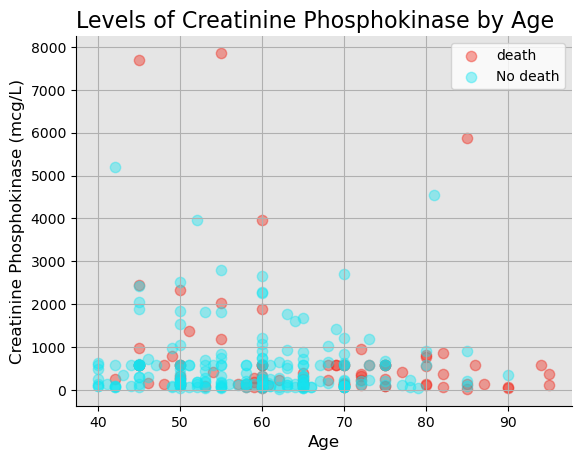 Levels of Creatinine Phosphokinase by Age
death
No death
Creatinine Phosphokinase (mcg/L)
8000
7000
6000
5000
4000
3000
2000
1000
0
40 50 60 70 80 90
Age